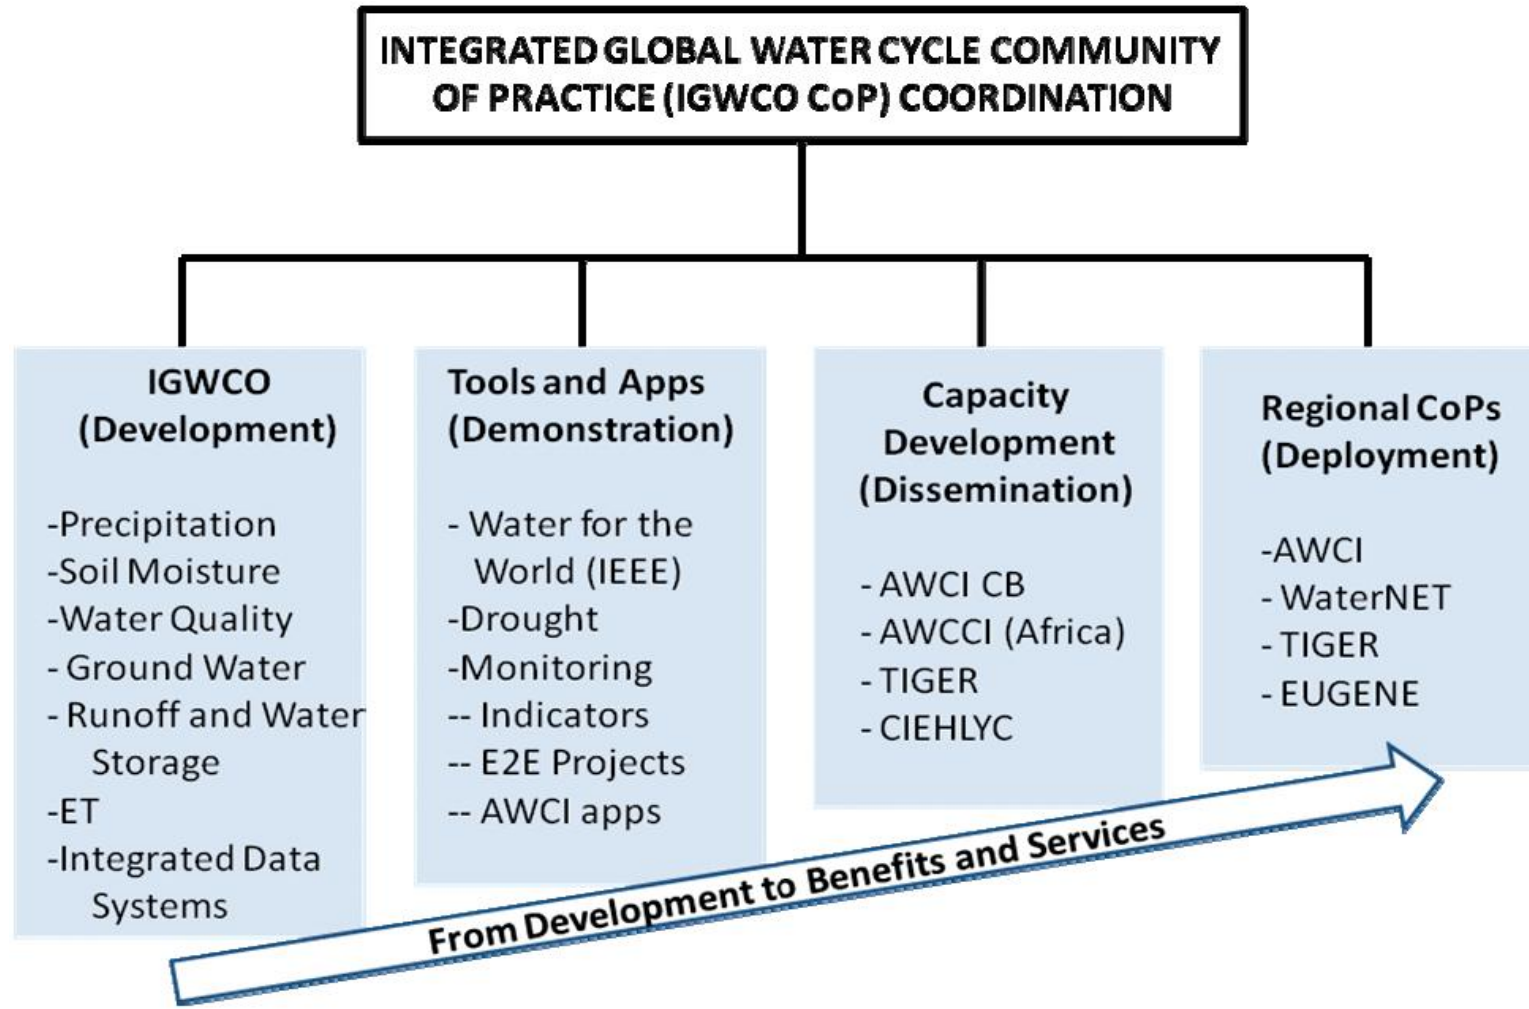 INTEGRATED GLOBAL WATER CYCLE COMMUNITY
OF PRACTICE (IGWCO CoP) COORDINATION
IGWCO
(Development)
-Precipitation
-Soil Moisture
-Water Quality
- Ground Water
- Runoff and Water
Storage
-ET
-Integrated Data
Systems
Tools and Apps
(Demonstration)
- Water for the
World (IEEE)
-Drought
-Monitoring
-- Indicators
-- E2E Projects
-- AWCI apps
Capacity
Development
(Dissemination)
- AWCI CB
- AWCCI (Africa)
- TIGER
- CIEHLYC
Regional CoPs
(Deployment)
-AWCI
- WaterNET
- TIGER
- EUGENE
From Development to Benefits and Services